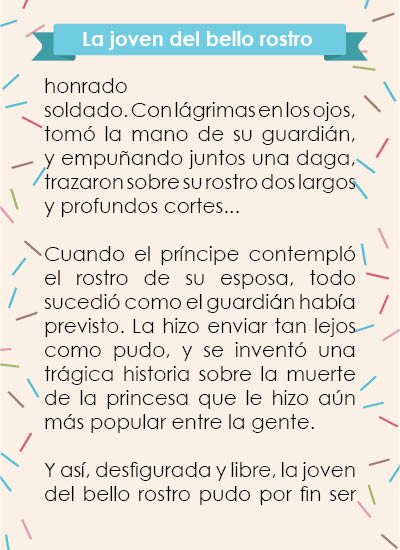 La joven del bello rostro
honrado
soldado. Con lágrimas en los ojos,
tomó la mano de su guardián,
y empuñando juntos una daga,
trazaron sobre su rostro dos largos
y profundos cortes...
Cuando el príncipe contempló
el rostro de su esposa, todo
sucedió como el guardián había
previsto. La hizo enviar tan lejos
como pudo, y se inventó una
trágica historia sobre la muerte
de la princesa que le hizo aún
más popular entre la gente.
Y así, desfigurada y libre, la joven
del bello rostro pudo por fin ser